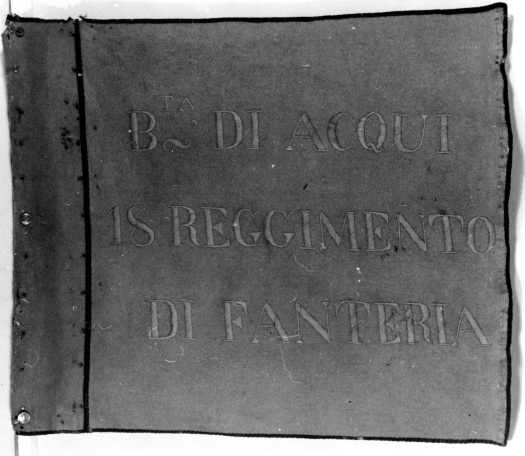 Bᵀᴬ DI ACQUI
18 REGGIMENTO
DI FANTERIA